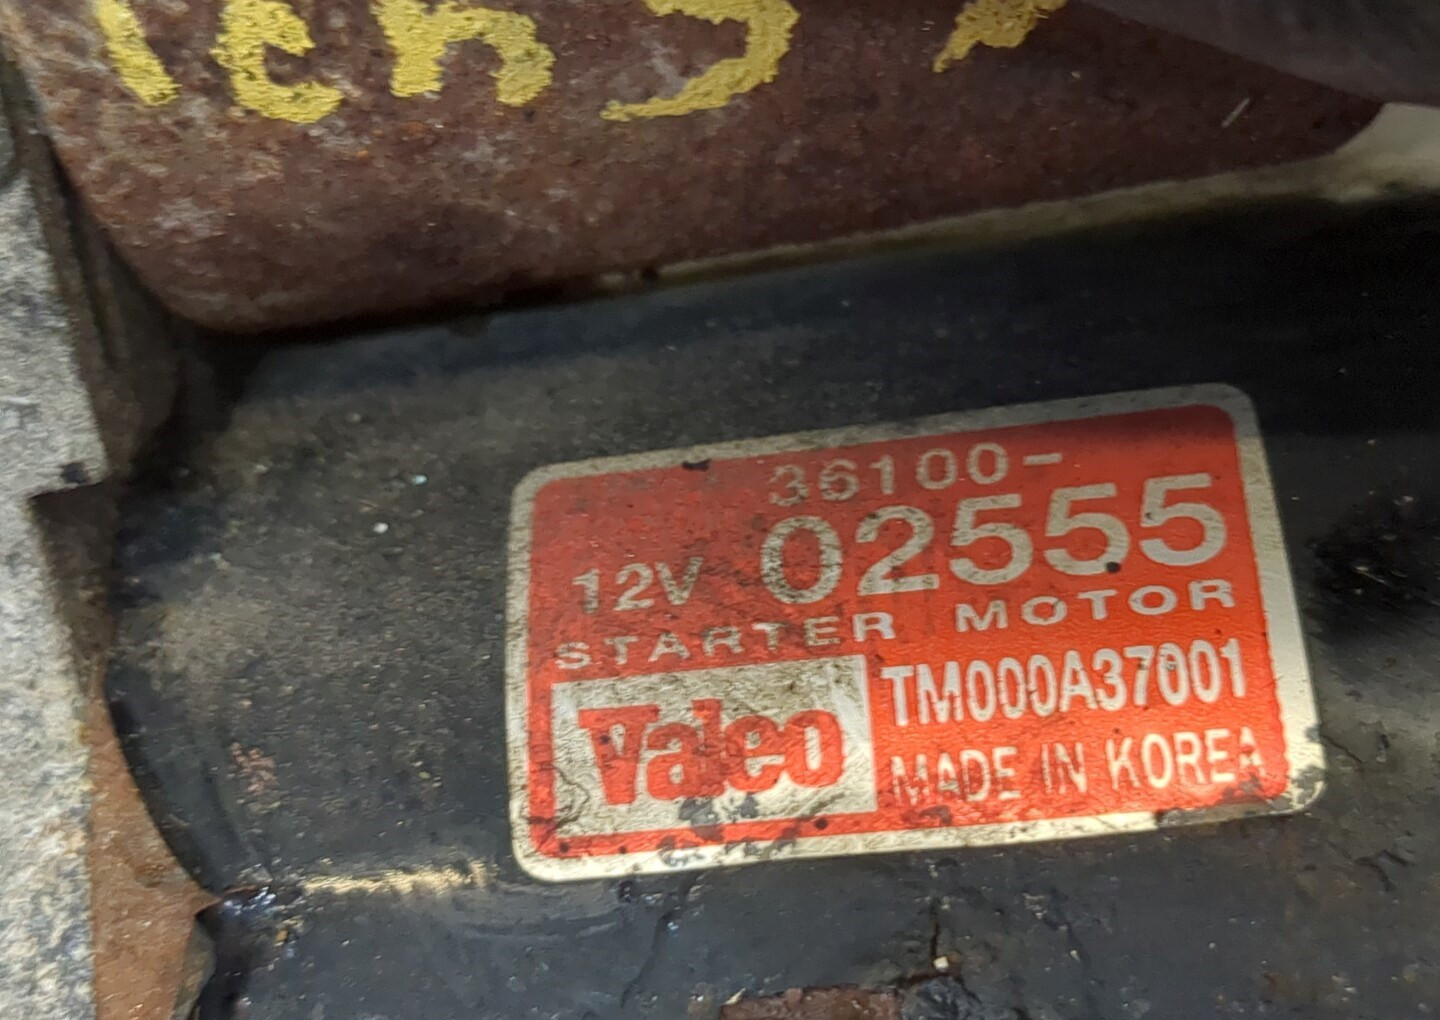 36100-
12V 02555
STARTER MOTOR
Valeo TM000A37001
MADE IN KOREA